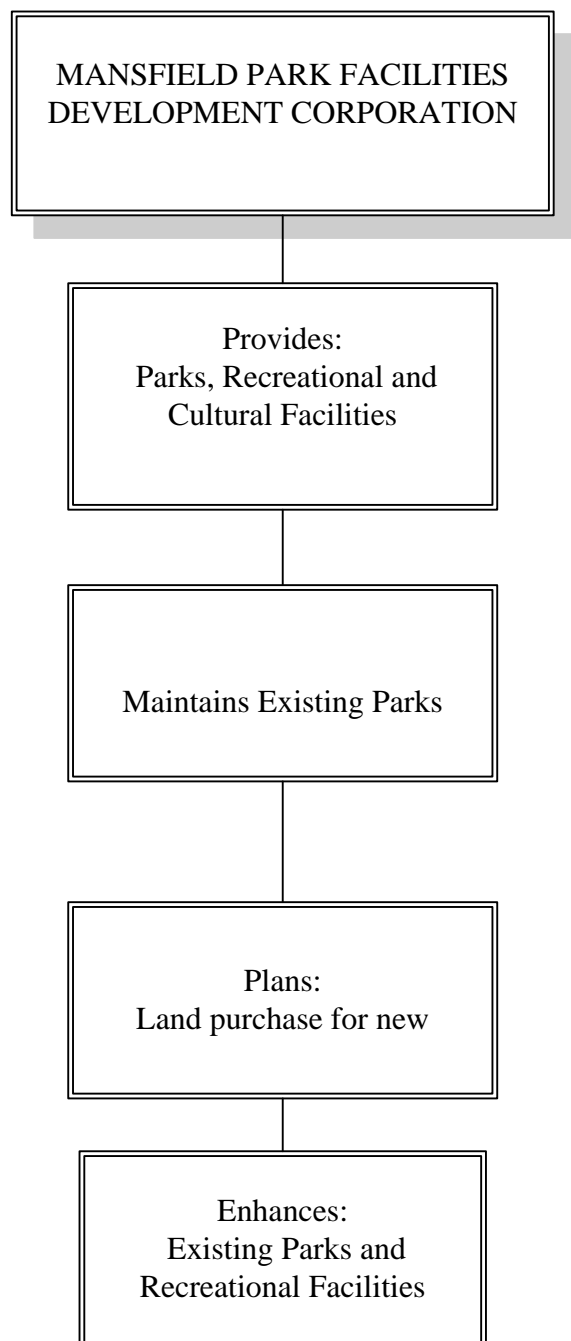 MANSFIELD PARK FACILITIES
DEVELOPMENT CORPORATION
Provides:
Parks, Recreational and
Cultural Facilities
Maintains Existing Parks
Plans:
Land purchase for new
Enhances:
Existing Parks and
Recreational Facilities